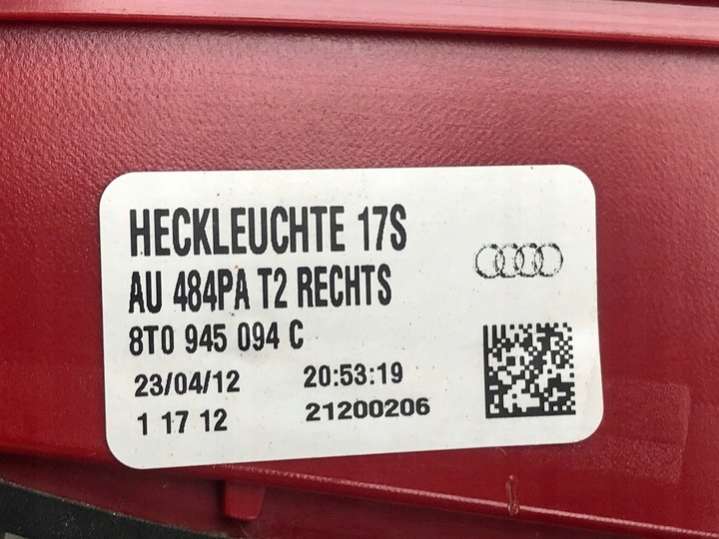 HECKLEUCHTE 17S
AU 484PA T2 RECHTS
8T0 945 094 C
23/04/12 20:53:19
1 17 12 21200206